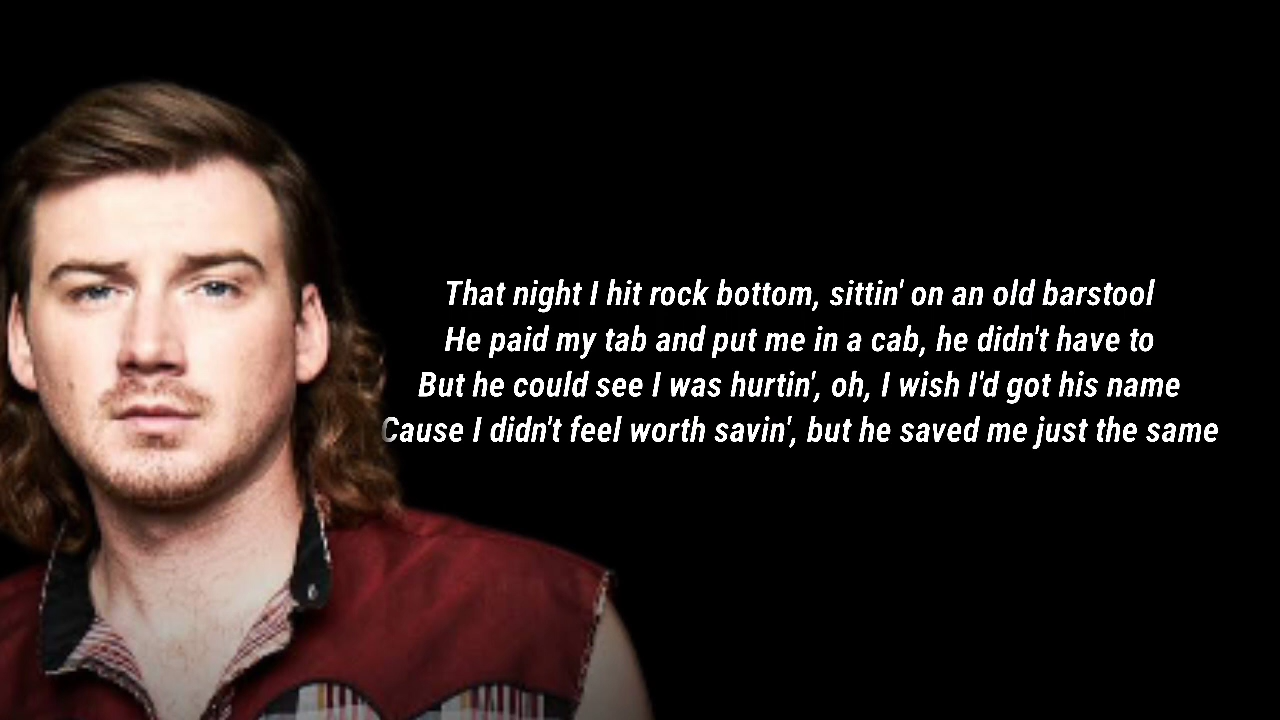 That night I hit rock bottom, sittin' on an old barstool
He paid my tab and put me in a cab, he didn't have to
But he could see I was hurtin', oh, I wish I'd got his name
Cause I didn't feel worth savin', but he saved me just the same